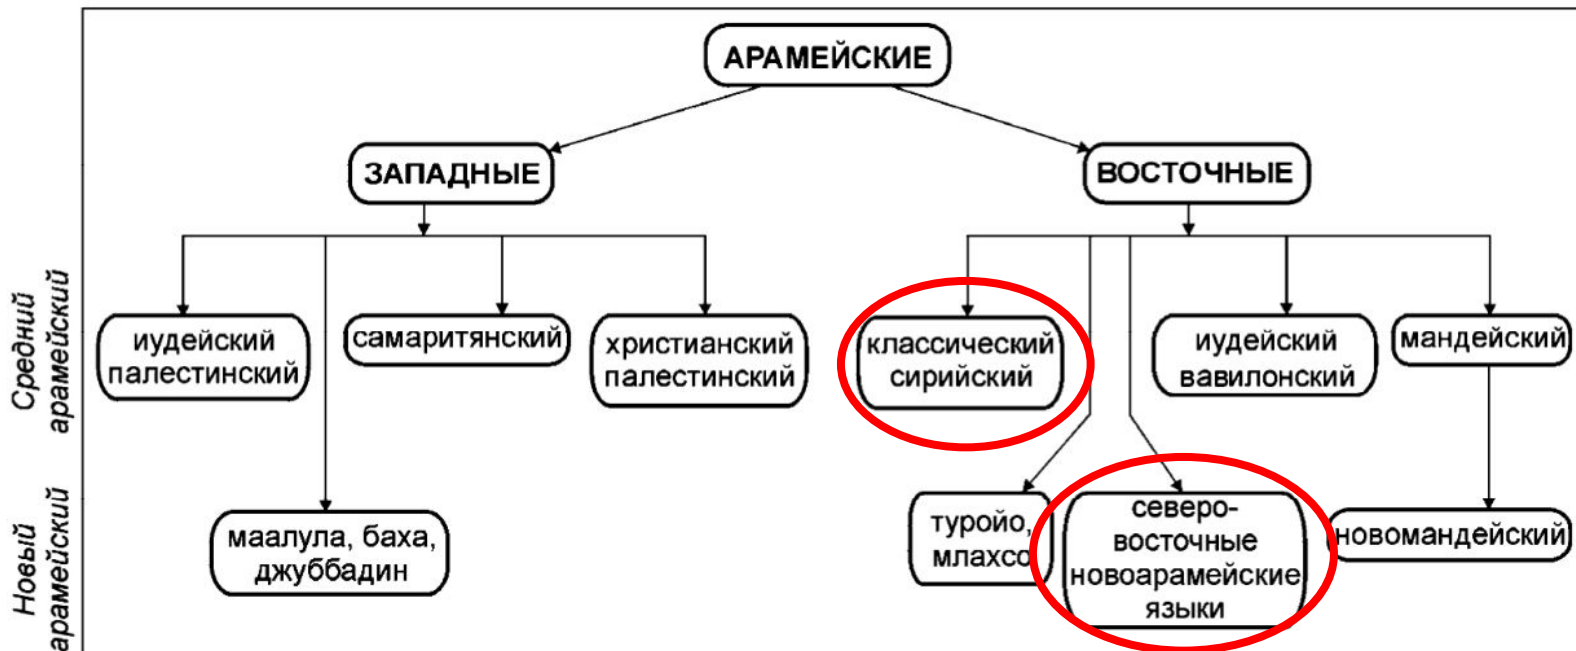 АРАМЕЙСКИЕ
ЗАПАДНЫЕ
ВОСТОЧНЫЕ
Средний
арамейский
иудейский
палестинский
самаритянский
христианский
палестинский
классический
сирийский
иудейский
вавилонский
мандейский
Новый
арамейский
маалула, баха,
джуббадин
туройо,
млахсо
северо-
восточные
новоарамейские
языки
новомандейский